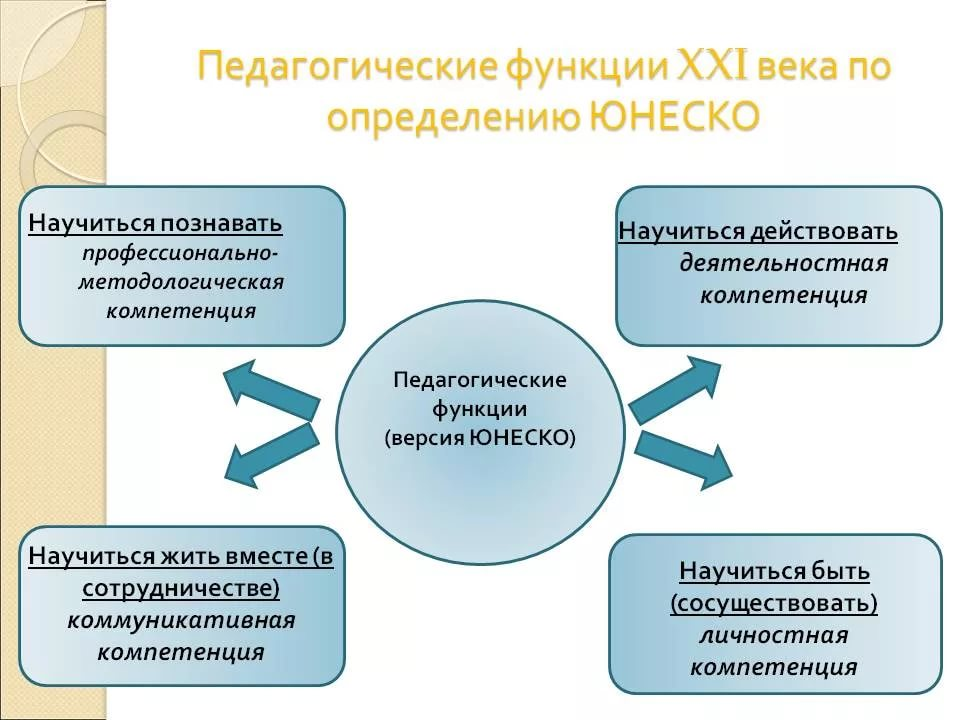 Педагогические функции XXI века по
определению ЮНЕСКО
Научиться познавать
профессионально-
методологическая
компетенция
Научиться действовать
деятельностная
компетенция
Педагогические
функции
(версия ЮНЕСКО)
Научиться жить вместе (в
сотрудничестве)
коммуникативная
компетенция
Научиться быть
(сосуществовать)
личностная
компетенция